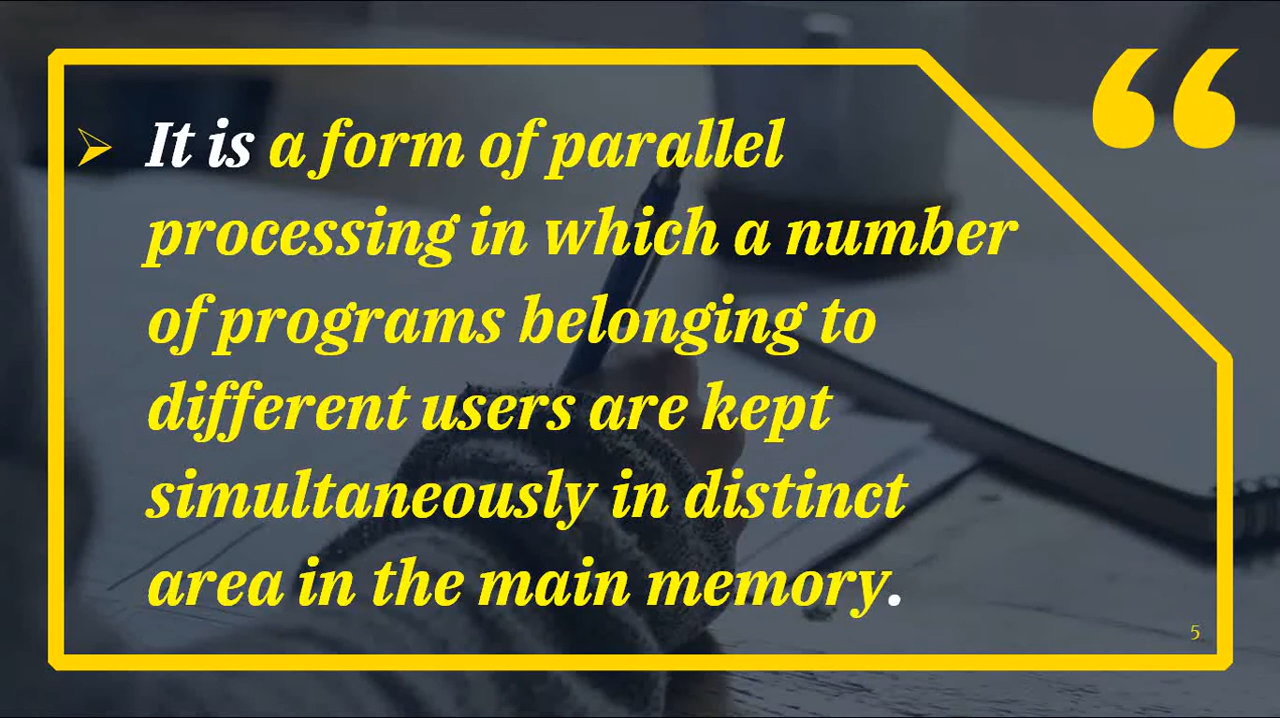 “
➢ It is a form of parallel
processing in which a number
of programs belonging to
different users are kept
simultaneously in distinct
area in the main memory.
5